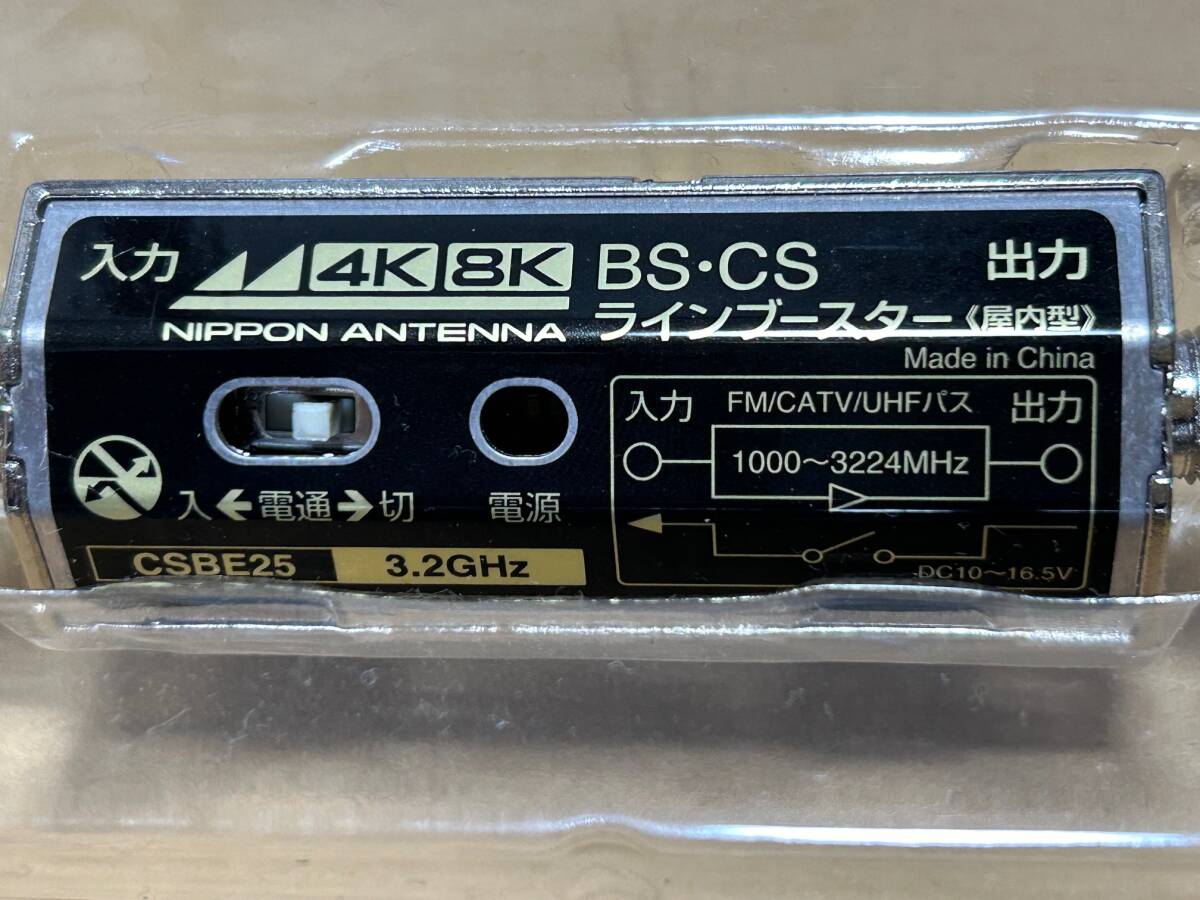 入力 4K 8K BS・CS 出力
NIPPON ANTENNA ラインブースター《屋内型》
Made in China
入力 FM/CATV/UHFパス 出力
1000〜3224MHz
入←電通→切 電源
CSBE25 3.2GHz
DC10〜16.5V